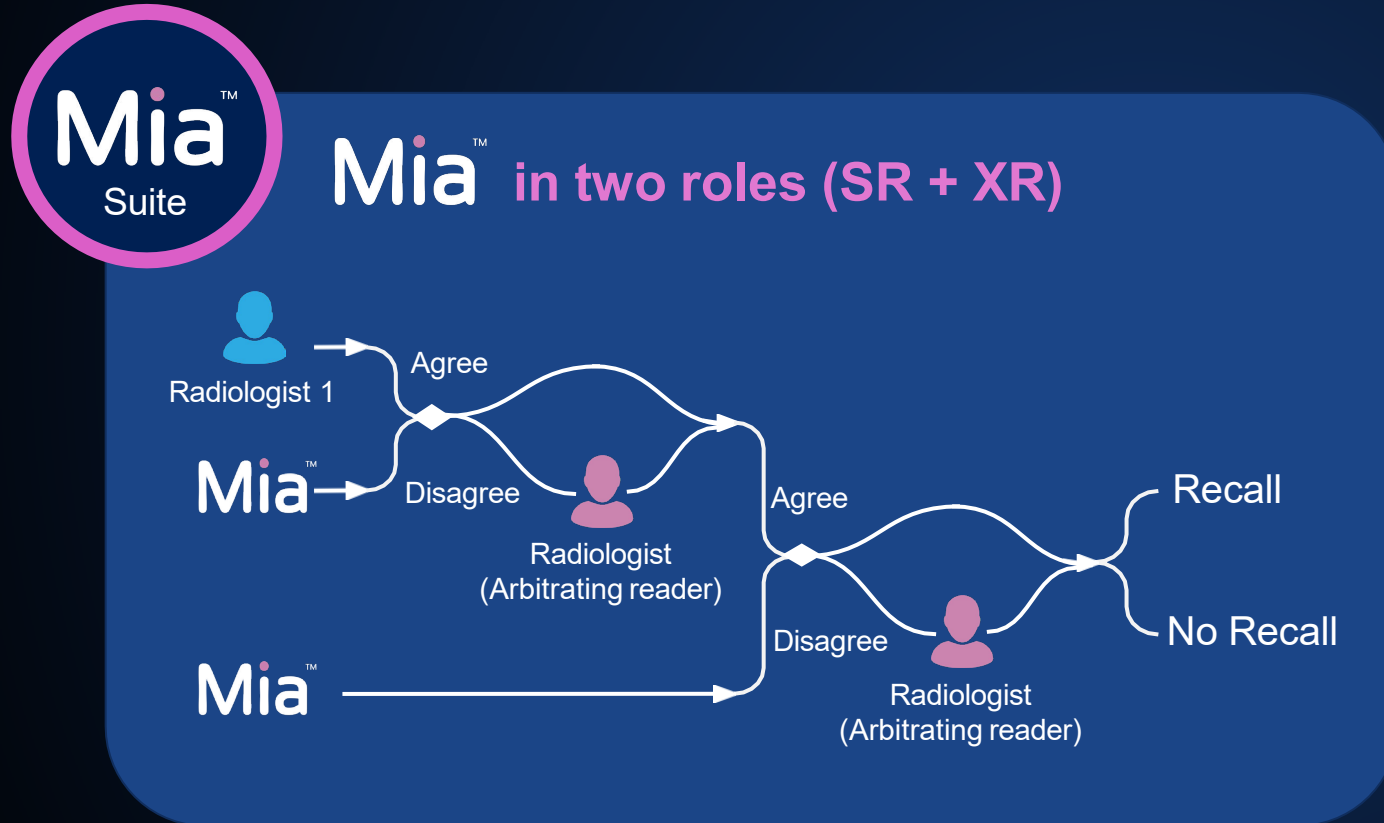 Mia™
Suite
Mia™ in two roles (SR + XR)
Radiologist 1
Agree
Mia™
Disagree
Radiologist
(Arbitrating reader)
Agree
Recall
Disagree
No Recall
Mia™
Radiologist
(Arbitrating reader)